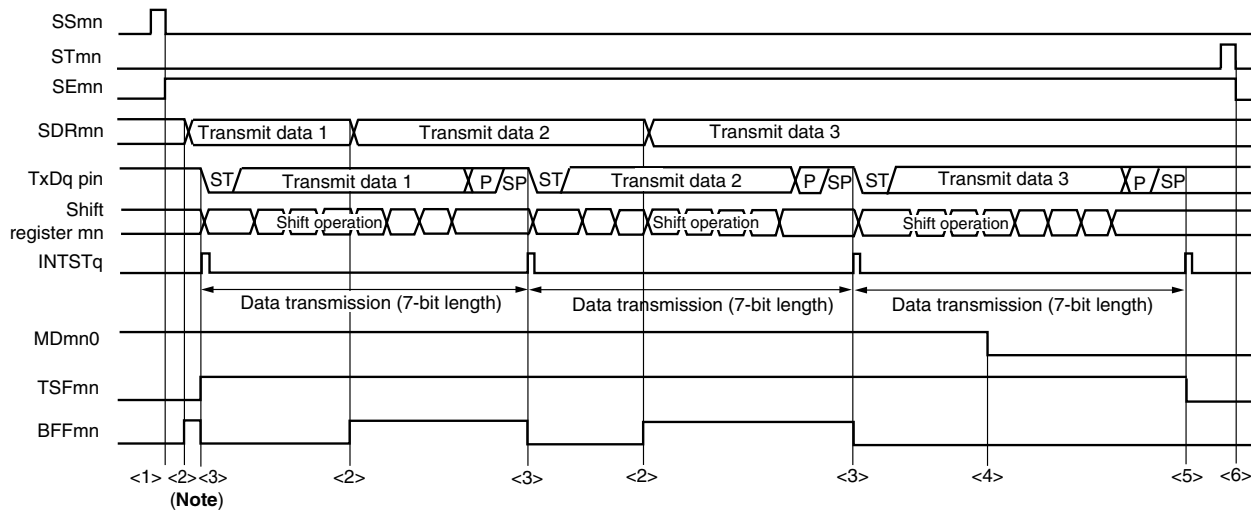 SSmn
STmn
SEmn
SDRmn Transmit data 1 Transmit data 2 Transmit data 3
TxDq pin ST Transmit data 1 P SP ST Transmit data 2 P SP ST Transmit data 3 P SP
Shift
register mn Shift operation Shift operation Shift operation
INTSTq
Data transmission (7-bit length) Data transmission (7-bit length) Data transmission (7-bit length)
MDmn0
TSFmn
BFFmn
<1> <2> <3> <2> <3> <2> <3> <4> <5> <6>
(Note)